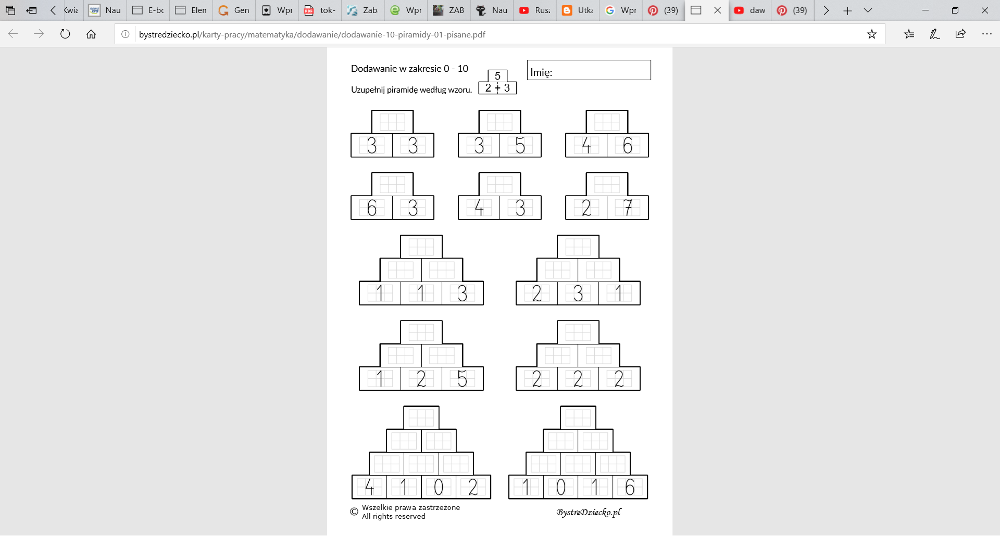 Kwia Nau E-bc Elen Gen Wpr tok- Zab Wpr ZAB Nau Rus Utka Wpr (39) daw (39)
bystredziecko.pl/karty-pracy/matematyka/dodawanie/dodawanie-10-piramidy-01-pisane.pdf
Dodawanie w zakresie 0 - 10
Imię:
5
Uzupełnij piramidę według wzoru.
2 + 3
3 3 3 5 4 6
6 3 4 3 2 7
1 1 3 2 3 1
1 2 5 2 2 2
4 1 0 2 1 0 1 6
© Wszelkie prawa zastrzeżone
All rights reserved
BystreDziecko.pl